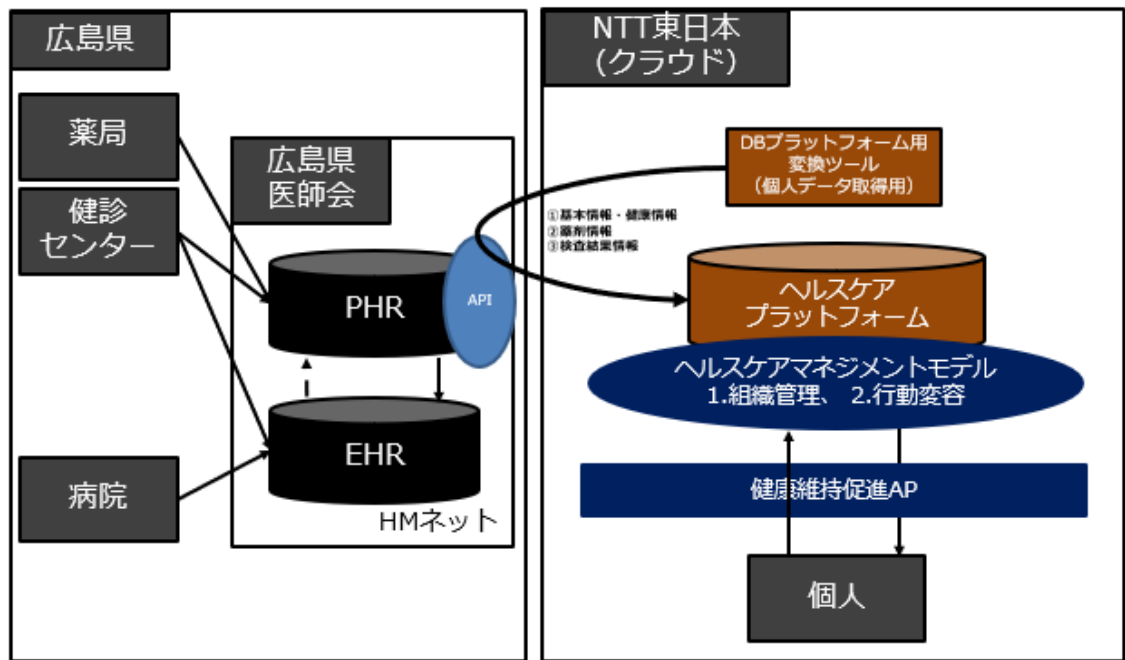 広島県
薬局
健診
センター
病院
広島県
医師会
PHR
API
EHR
HMネット
NTT東日本
(クラウド)
DBプラットフォーム用
変換ツール
(個人データ取得用)
①基本情報・健康情報
②薬剤情報
③検査結果情報
ヘルスケア
プラットフォーム
ヘルスケアマネジメントモデル
1.組織管理、 2.行動変容
健康維持促進AP
個人